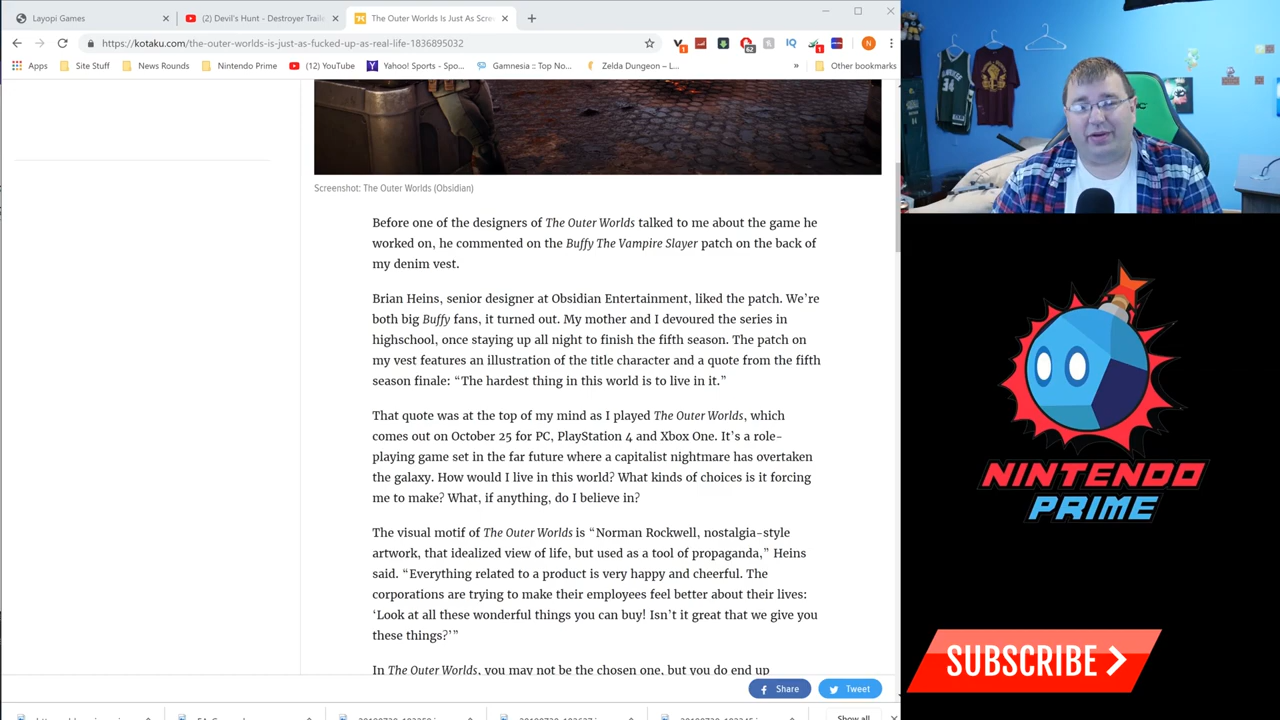 Layopi Games
(2) Devil's Hunt - Destroyer Traile
The Outer Worlds Is Just As Scre
https://kotaku.com/the-outer-worlds-is-just-as-fucked-up-as-real-life-1836895032
Apps
Site Stuff
News Rounds
Nintendo Prime
(12) YouTube
Yahoo! Sports - Spo...
Gamnesia :: Top No...
Zelda Dungeon – L...
»
Other bookmarks
Screenshot: The Outer Worlds (Obsidian)
Before one of the designers of The Outer Worlds talked to me about the game he
worked on, he commented on the Buffy The Vampire Slayer patch on the back of
my denim vest.
Brian Heins, senior designer at Obsidian Entertainment, liked the patch. We’re
both big Buffy fans, it turned out. My mother and I devoured the series in
highschool, once staying up all night to finish the fifth season. The patch on
my vest features an illustration of the title character and a quote from the fifth
season finale: “The hardest thing in this world is to live in it.”
That quote was at the top of my mind as I played The Outer Worlds, which
comes out on October 25 for PC, PlayStation 4 and Xbox One. It’s a role-
playing game set in the far future where a capitalist nightmare has overtaken
the galaxy. How would I live in this world? What kinds of choices is it forcing
me to make? What, if anything, do I believe in?
The visual motif of The Outer Worlds is “Norman Rockwell, nostalgia-style
artwork, that idealized view of life, but used as a tool of propaganda,” Heins
said. “Everything related to a product is very happy and cheerful. The
corporations are trying to make their employees feel better about their lives:
‘Look at all these wonderful things you can buy! Isn’t it great that we give you
these things?’”
In The Outer Worlds, you may not be the chosen one, but you do end up
Share
Tweet
Show all
34
NINTENDO
PRIME
SUBSCRIBE